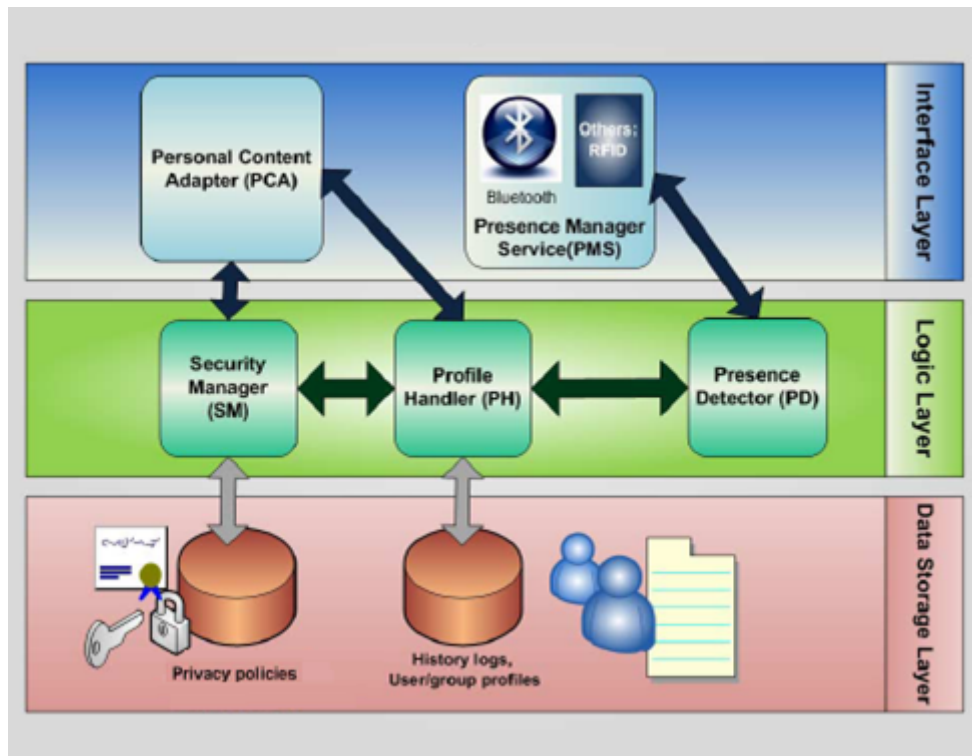 Personal Content
Adapter (PCA)
Others:
RFID
Bluetooth
Presence Manager
Service(PMS)
Interface Layer
Security
Manager
(SM)
Profile
Handler (PH)
Presence
Detector (PD)
Logic Layer
Privacy policies
History logs,
User/group profiles
Data Storage Layer